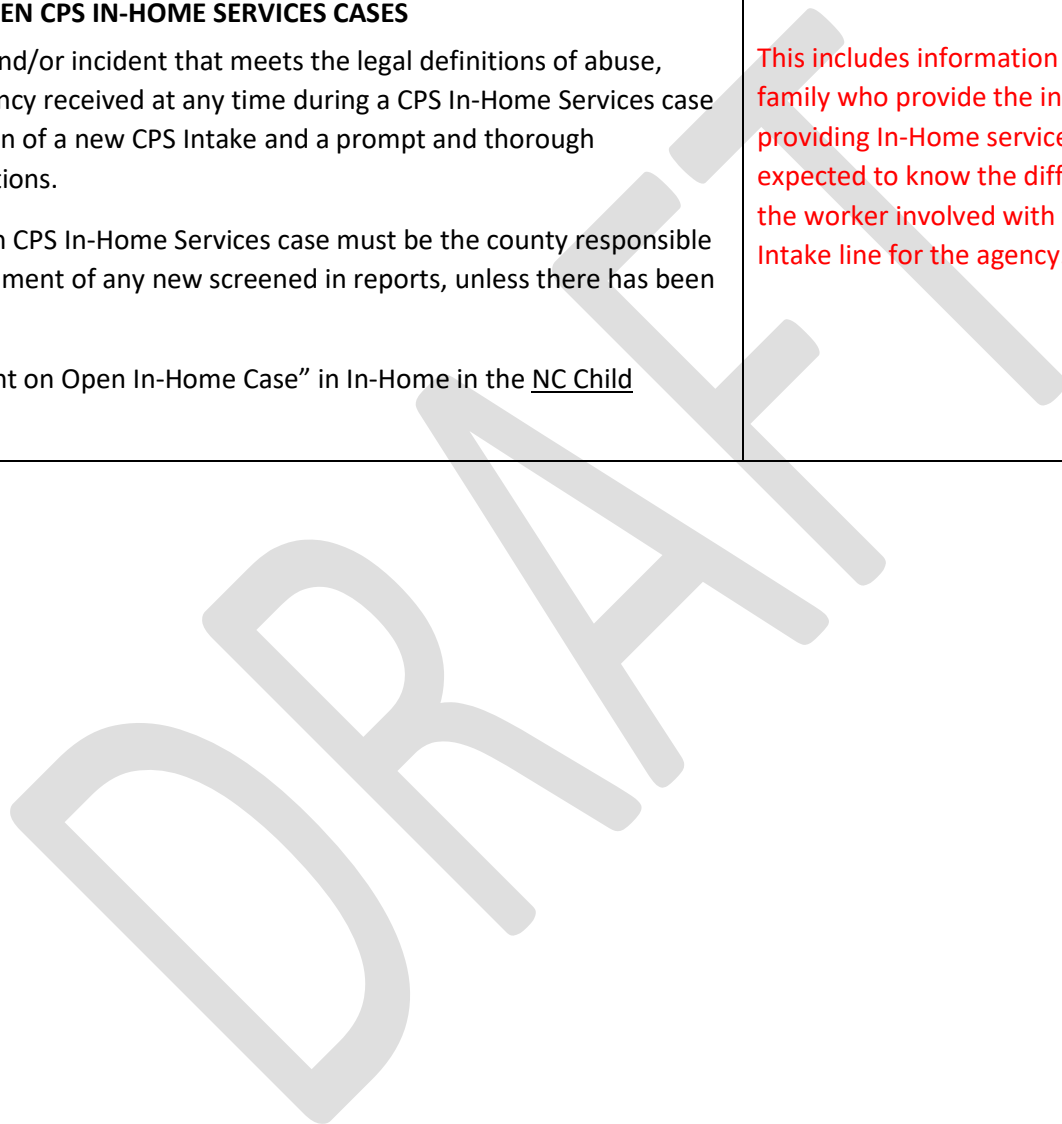 EN CPS IN-HOME SERVICES CASES
nd/or incident that meets the legal definitions of abuse,
ncy received at any time during a CPS In-Home Services case
n of a new CPS Intake and a prompt and thorough
tions.
n CPS In-Home Services case must be the county responsible
ment of any new screened in reports, unless there has been
nt on Open In-Home Case” in In-Home in the NC Child
This includes information
family who provide the in
providing In-Home service
expected to know the diff
the worker involved with
Intake line for the agency
DRAFT